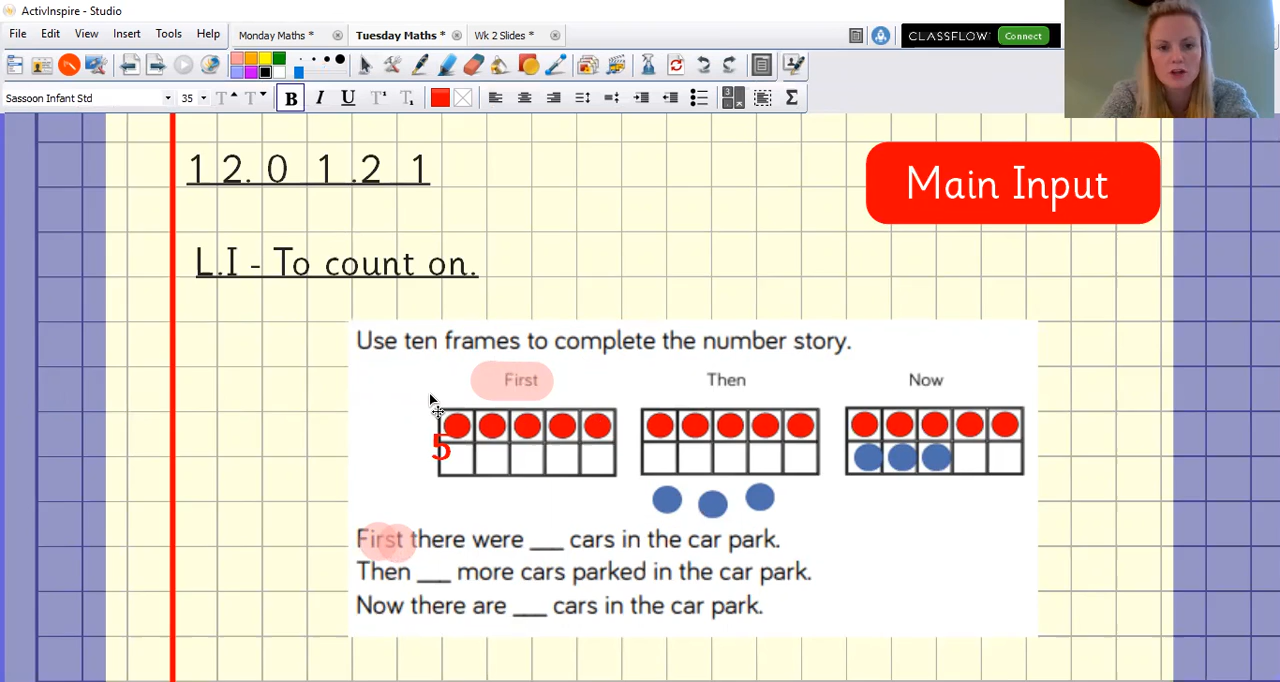 ActivInspire - Studio
File Edit View Insert Tools Help
Monday Maths * Tuesday Maths * Wk 2 Slides *
CLASSFLOW Connect
Sassoon Infant Std 35 B I U
12.01.21
Main Input
L.I - To count on.
Use ten frames to complete the number story.
First Then Now
5
First there were ___ cars in the car park.
Then ___ more cars parked in the car park.
Now there are ___ cars in the car park.